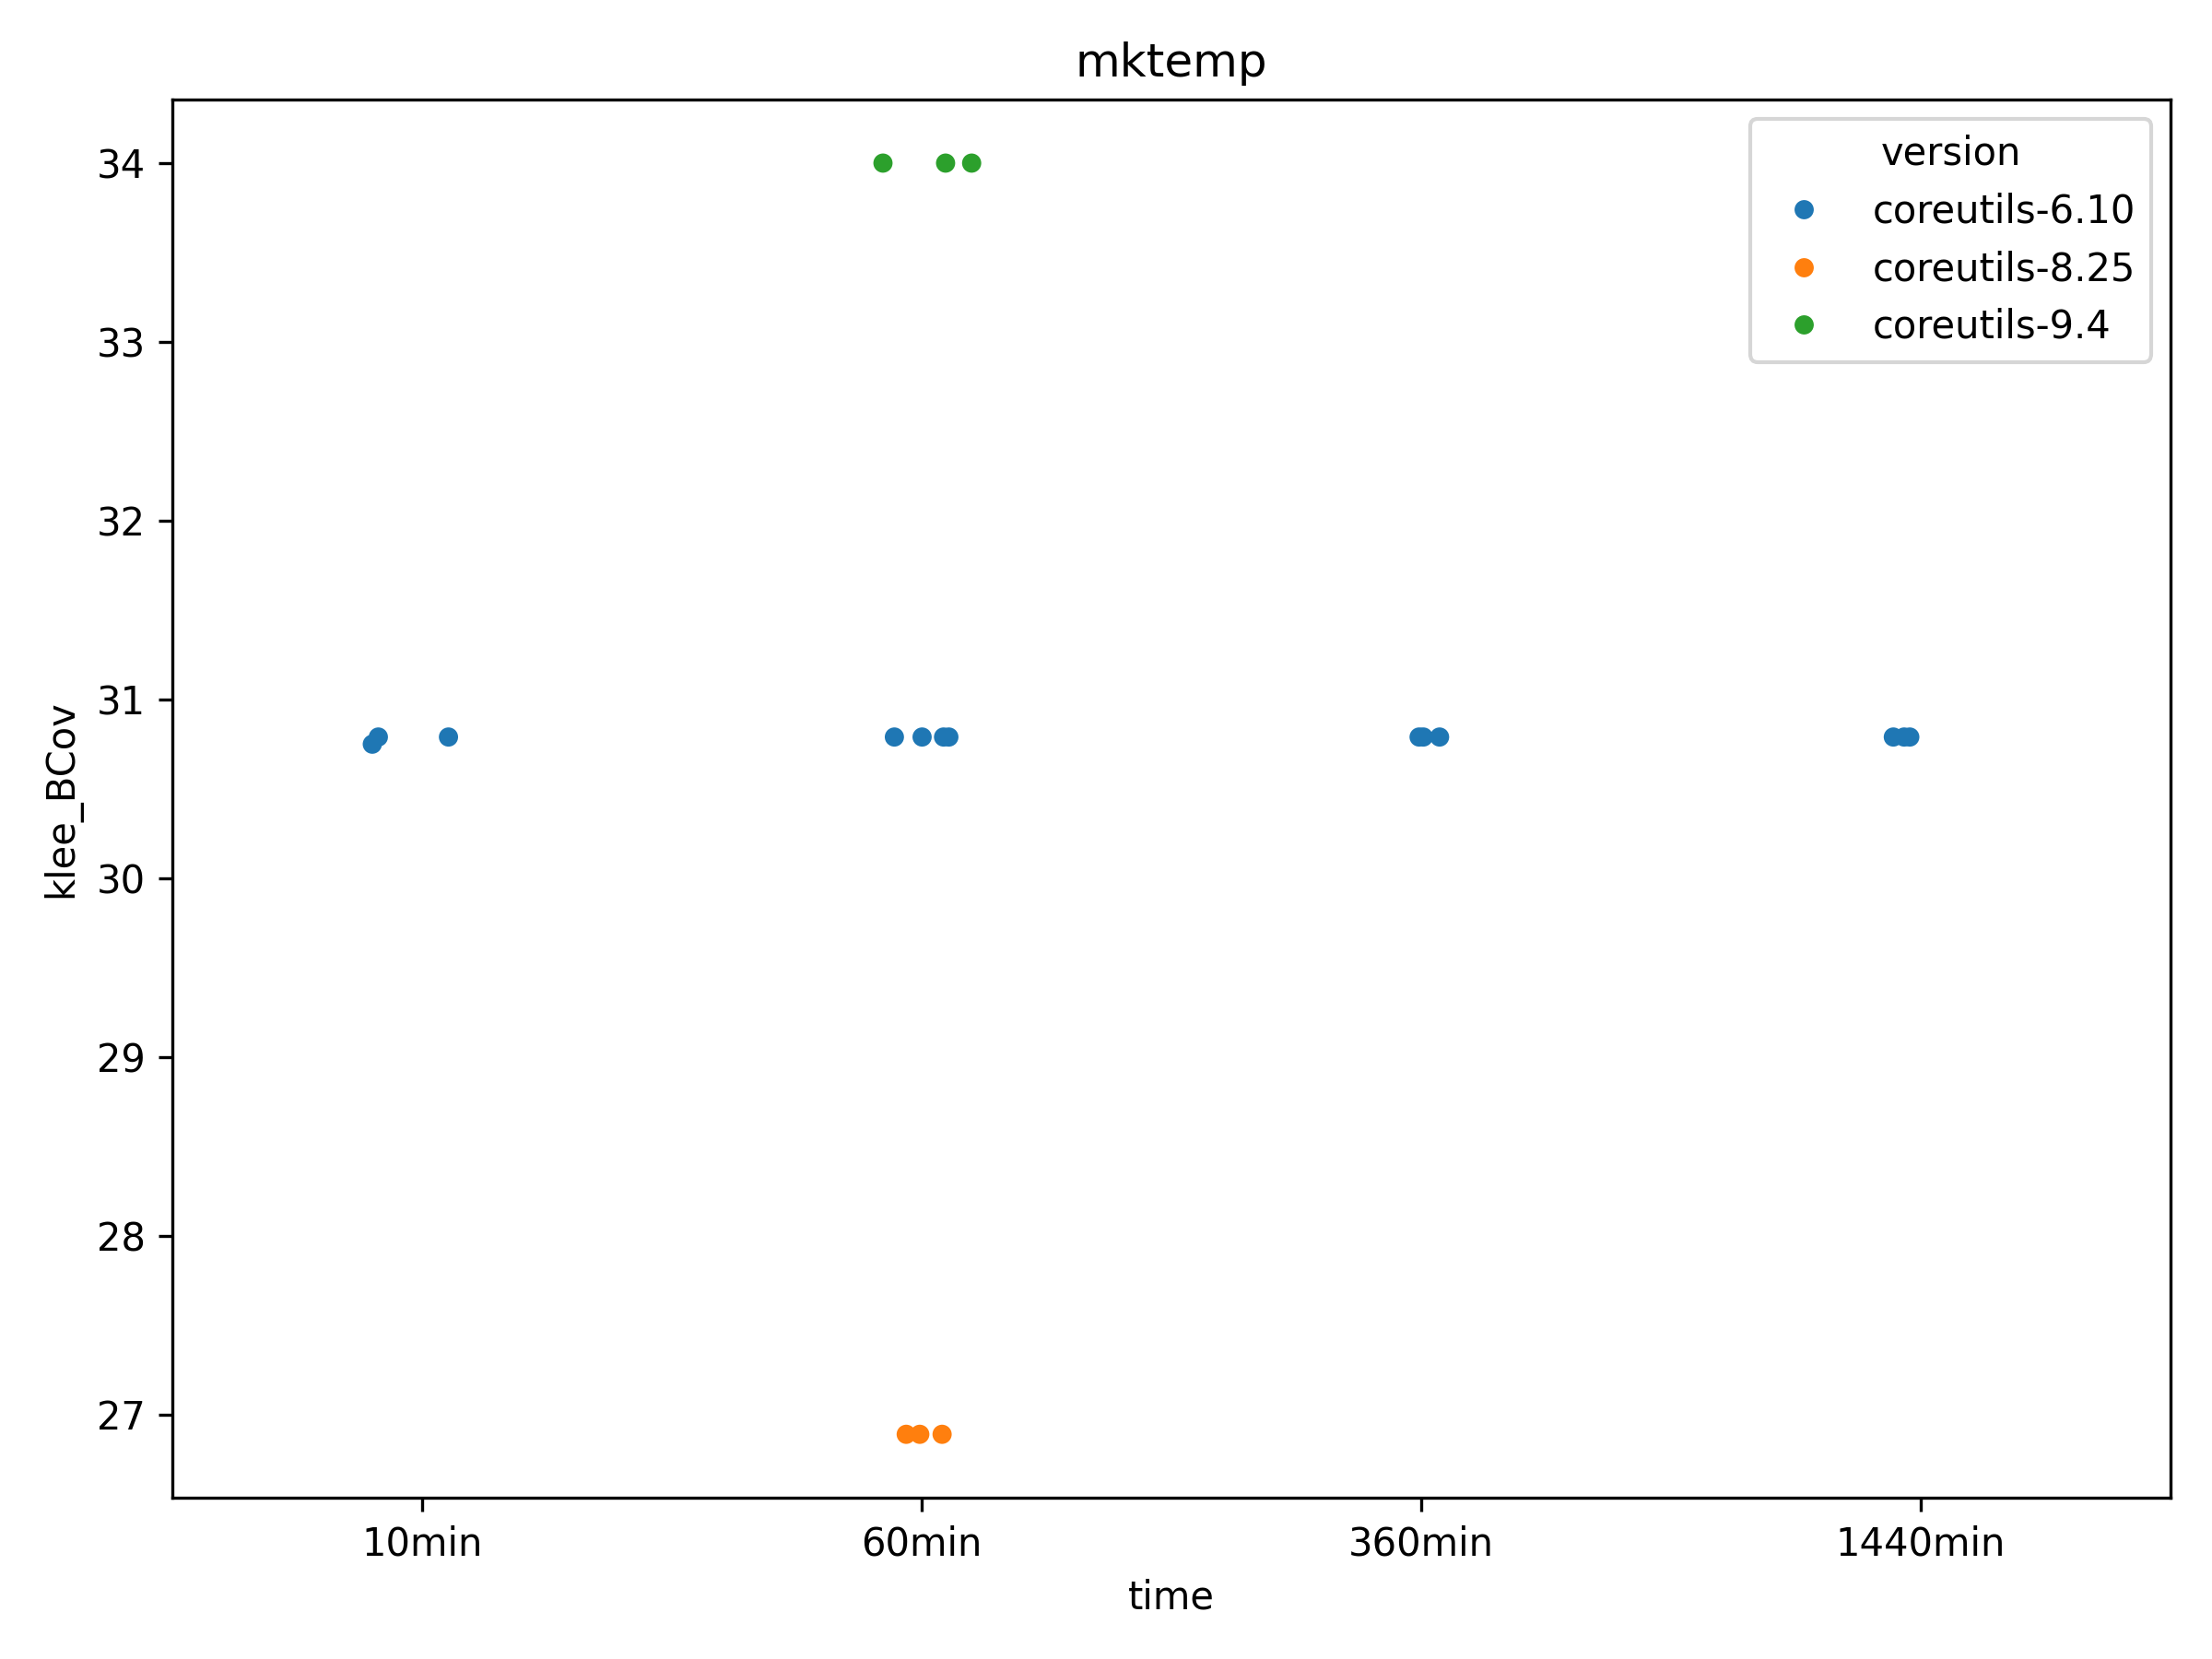 mktemp
version
coreutils-6.10
coreutils-8.25
coreutils-9.4
klee_BCov
34
33
32
31
30
29
28
27
10min 60min 360min 1440min
time